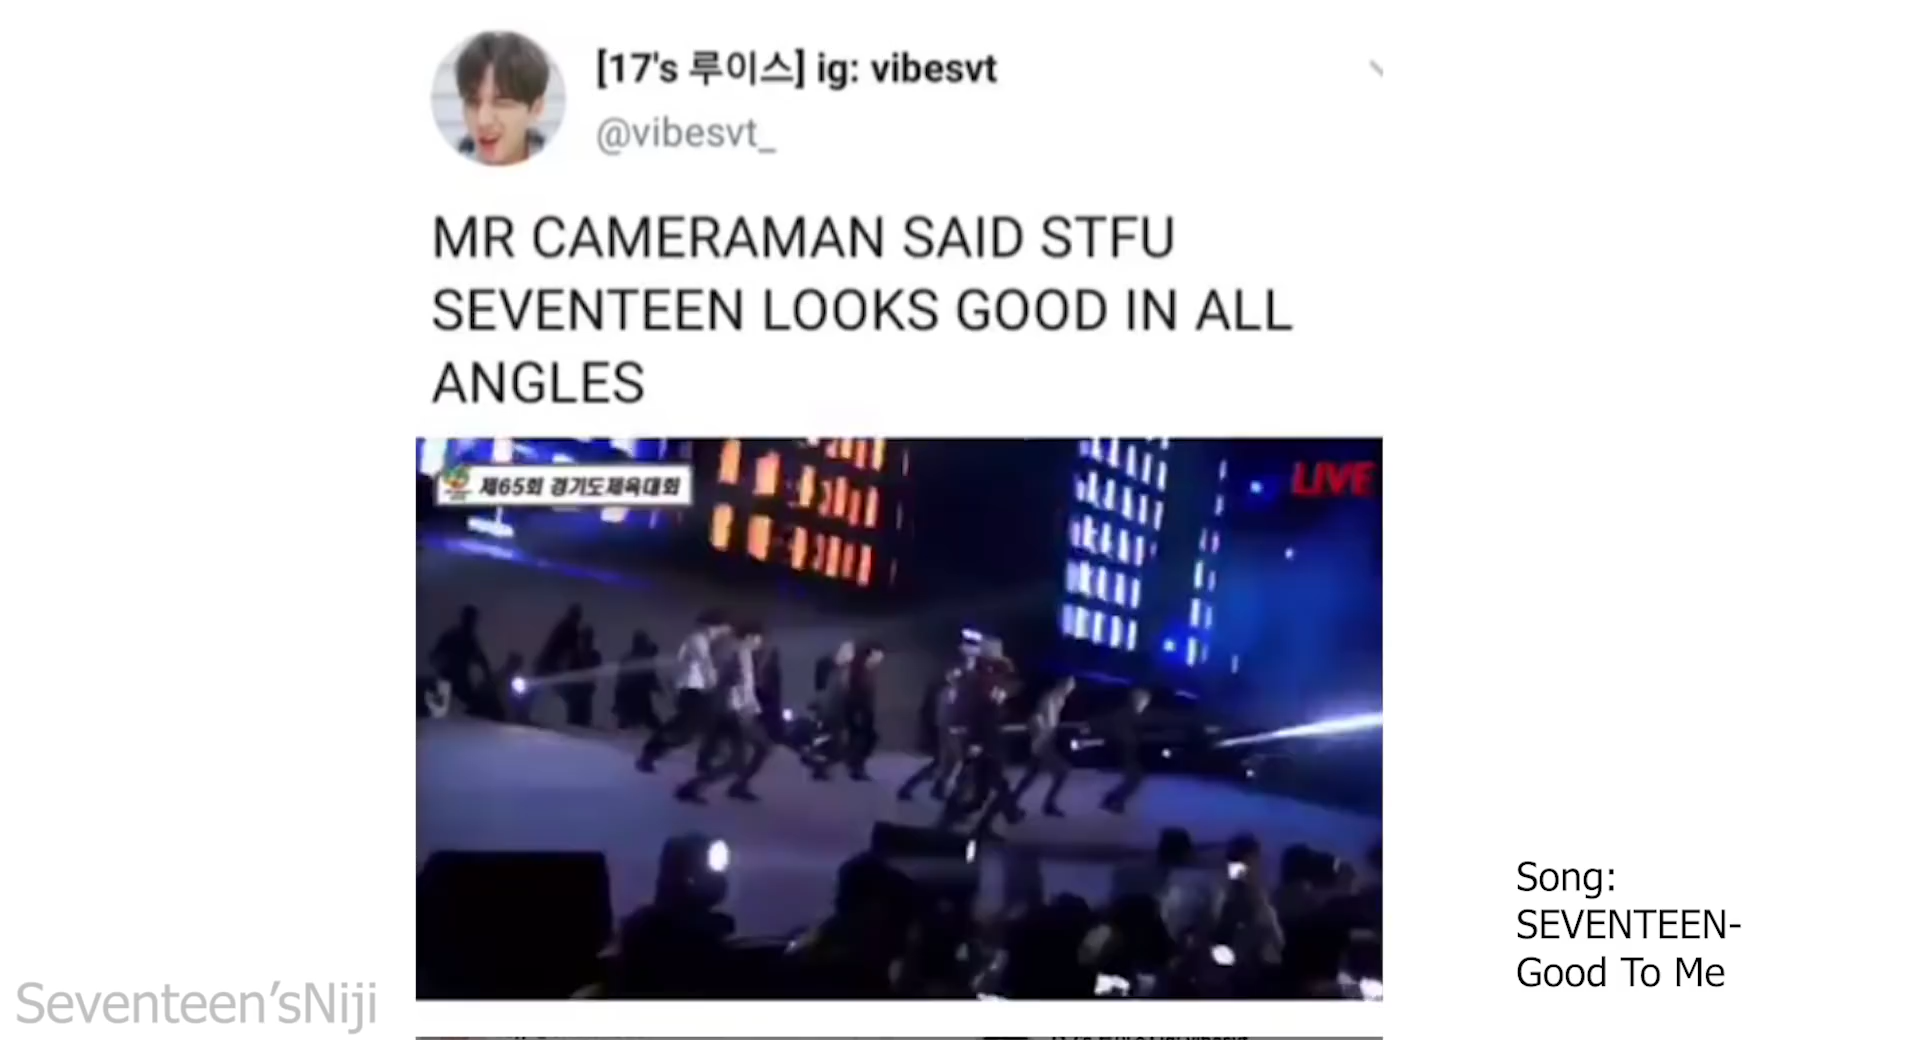 [17's 루이스] ig: vibesvt
@vibesvt_
MR CAMERAMAN SAID STFU
SEVENTEEN LOOKS GOOD IN ALL
ANGLES
제65회 경기도체육대회
LIVE
Song:
SEVENTEEN-
Good To Me
Seventeen'sNiji